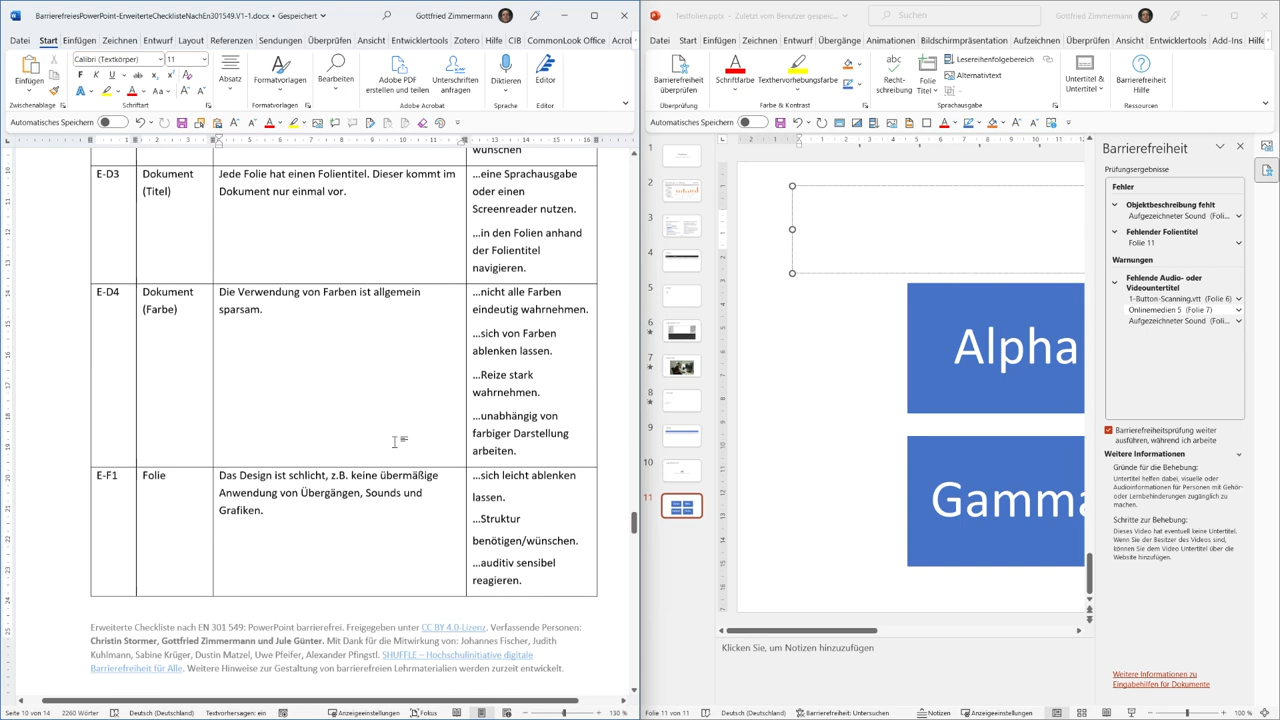 BarrierefreiesPowerPoint-ErweiterteChecklisteNachEn301549.V1-1.docx • Gespeichert
Gottfried Zimmermann
Datei Start Einfügen Zeichnen Entwurf Layout Referenzen Sendungen Überprüfen Ansicht Entwicklertools Zotero Hilfe CIB CommonLook Office Acrol
Calibri (Textkörper) 11
Einfügen
Absatz
Formatvorlagen
Bearbeiten
Adobe PDF
erstellen und teilen
Unterschriften
anfragen
Diktieren
Editor
Zwischenablage
Schriftart
Formatvorlagen
Adobe Acrobat
Sprache
Editor
Automatisches Speichern
wünschen
E-D3
Dokument
(Titel)
Jede Folie hat einen Folientitel. Dieser kommt im
Dokument nur einmal vor.
...eine Sprachausgabe
oder einen
Screenreader nutzen.
...in den Folien anhand
der Folientitel
navigieren.
E-D4
Dokument
(Farbe)
Die Verwendung von Farben ist allgemein
sparsam.
...nicht alle Farben
eindeutig wahrnehmen.
...sich von Farben
ablenken lassen.
...Reize stark
wahrnehmen.
...unabhängig von
farbiger Darstellung
arbeiten.
E-F1
Folie
Das Design ist schlicht, z.B. keine übermäßige
Anwendung von Übergängen, Sounds und
Grafiken.
...sich leicht ablenken
lassen.
...Struktur
benötigen/wünschen.
...auditiv sensibel
reagieren.
Erweiterte Checkliste nach EN 301 549: PowerPoint barrierefrei. Freigegeben unter CC BY 4.0-Lizenz. Verfassende Personen:
Christin Stormer, Gottfried Zimmermann und Jule Günter. Mit Dank für die Mitwirkung von: Johannes Fischer, Judith
Kuhlmann, Sabine Krüger, Dustin Matzel, Uwe Pfeifer, Alexander Pfingstl. SHUFFLE – Hochschulinitiative digitale
Barrierefreiheit für Alle. Weitere Hinweise zur Gestaltung von barrierefreien Lehrmaterialien werden zurzeit entwickelt.
Seite 10 von 14 2260 Wörter Deutsch (Deutschland) Textvorhersagen: ein Anzeigeeinstellungen Fokus 130 %
Testfolien.pptx • Zuletzt vom Benutzer gespeic...
Suchen
Gottfried Zimmermann
Datei Start Einfügen Zeichnen Entwurf Übergänge Animationen Bildschirmpräsentation Aufzeichnen Überprüfen Ansicht Entwicklertools Add-Ins Hilfe
Barrierefreiheit
überprüfen
Schriftfarbe
Texthervorhebungsfarbe
Recht-
schreibung
Folie
Titel
Lesereihenfolgebereich
Alternativtext
Untertitel &
Untertitel
Barrierefreiheit
Hilfe
Überprüfung
Farbe & Kontrast
Sprachausgabe
Ressourcen
Automatisches Speichern
1
2
3
4
5
6
7
8
9
10
11
Alpha
Gamma
Klicken Sie, um Notizen hinzuzufügen
Barrierefreiheit
Prüfungsergebnisse
Fehler
Objektbeschreibung fehlt
Aufgezeichneter Sound (Foli...
Fehlender Folientitel
Folie 11
Warnungen
Fehlende Audio- oder
Videountertitel
1-Button-Scanning.vtt (Folie 6)
Onlinemedien 5 (Folie 7)
Aufgezeichneter Sound (Foli...
Barrierefreiheitsprüfung weiter
ausführen, während ich arbeite
Weitere Informationen
Gründe für die Behebung:
Untertitel helfen dabei, visuelle oder
Audioinformationen für Personen mit Gehör-
oder Lernbehinderungen zugänglich zu
machen.
Schritte zur Behebung:
Dieses Video hat eventuell keine Untertitel.
Wenn Sie der Besitzer des Videos sind,
können Sie dem Video Untertitel über die
Website hinzufügen.
Weitere Informationen zu
Eingabehilfen für Dokumente
Folie 11 von 11 Deutsch (Deutschland) Barrierefreiheit: Untersuchen Notizen Anzeigeeinstellungen 100 %